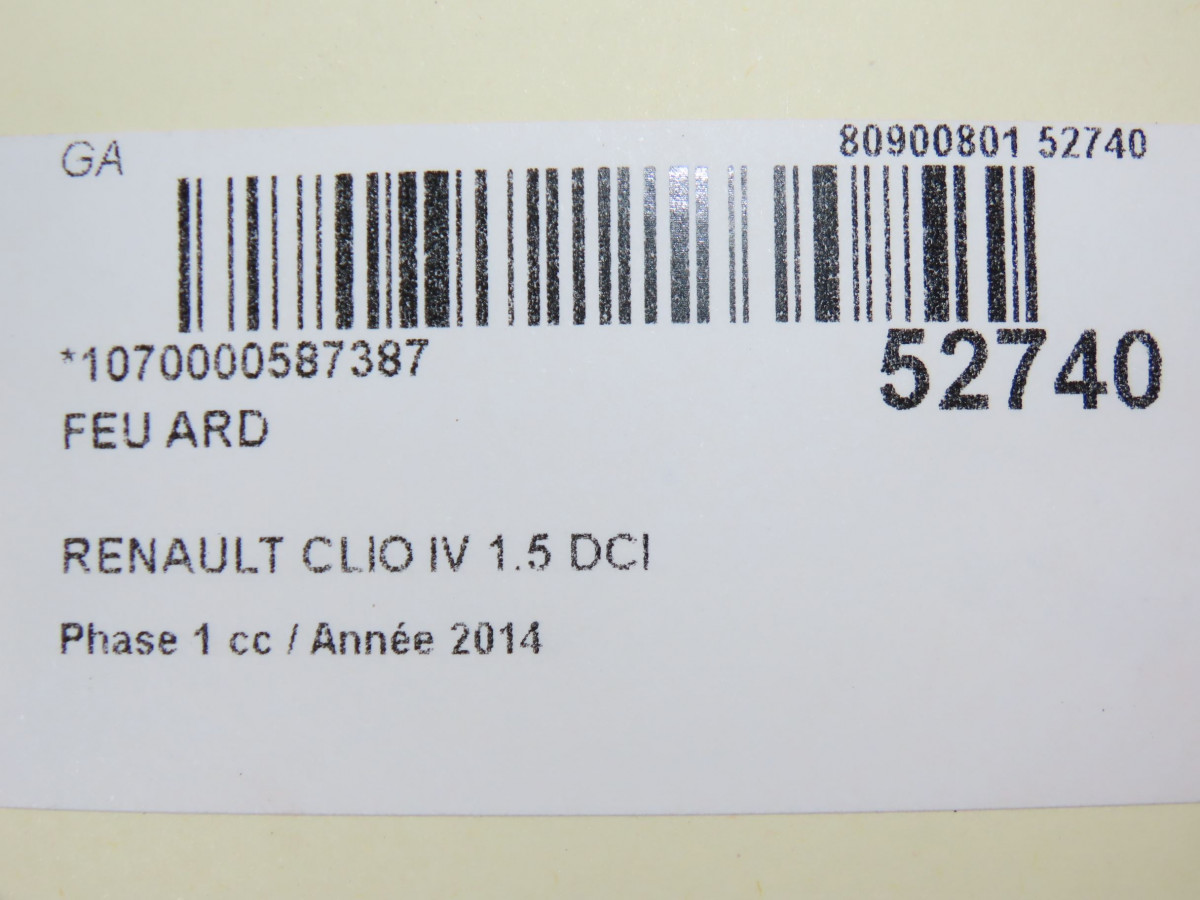 GA
80900801 52740
*1070000587387
52740
FEU ARD
RENAULT CLIO IV 1.5 DCI
Phase 1 cc / Année 2014